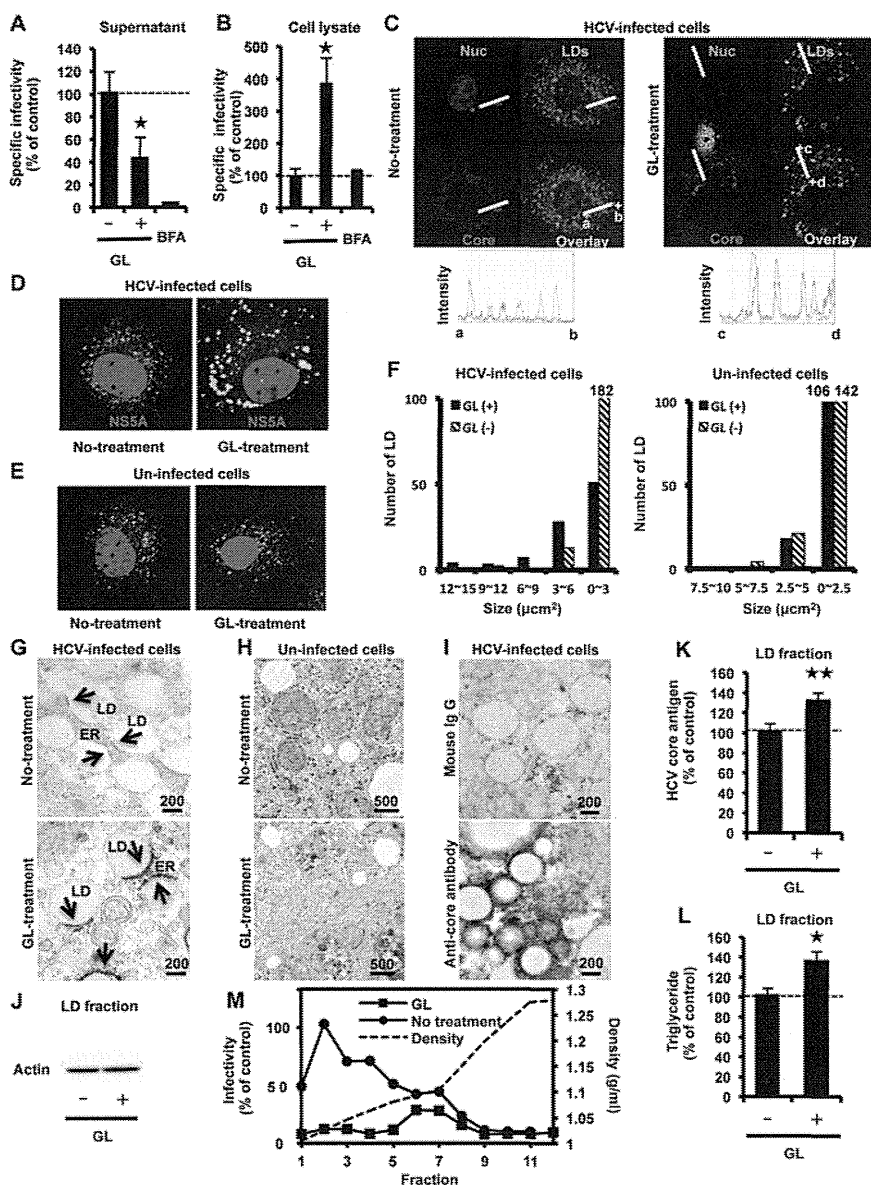 A
Supernatant
Specific infectivity
(% of control)
140
120
100
80
60
40
20
0
★
- + BFA
GL
B
Cell lysate
Specific infectivity
(% of control)
500
400
300
200
100
0
★
- + BFA
GL
C
HCV-infected cells
No-treatment
Nuc
LDs
Core
Overlay
a
+
b
GL-treatment
Nuc
LDs
Core
Overlay
+c
+d
Intensity
a b
Intensity
c d
D
HCV-infected cells
NS5A
NS5A
No-treatment
GL-treatment
E
Un-infected cells
No-treatment
GL-treatment
F
HCV-infected cells
Number of LD
100
50
0
182
GL (+)
GL (-)
12~15 9~12 6~9 3~6 0~3
Size (μcm²)
Un-infected cells
Number of LD
100
50
0
106 142
GL (+)
GL (-)
7.5~10 5~7.5 2.5~5 0~2.5
Size (μcm²)
G
HCV-infected cells
No-treatment
LD
LD
ER
200
GL-treatment
LD
ER
LD
200
H
Un-infected cells
No-treatment
500
GL-treatment
500
I
HCV-infected cells
Mouse Ig G
200
Anti-core antibody
200
J
LD fraction
Actin
- +
GL
K
LD fraction
HCV core antigen
(% of control)
160
140
120
100
80
60
40
20
0
★★
- +
GL
L
LD fraction
Triglyceride
(% of control)
160
140
120
100
80
60
40
20
0
★
- +
GL
M
Infectivity
(% of control)
100
50
0
GL
No treatment
Density
1.3
1.25
1.2
1.15
1.1
1.05
1
Density (g/ml)
1 3 5 7 9 11
Fraction